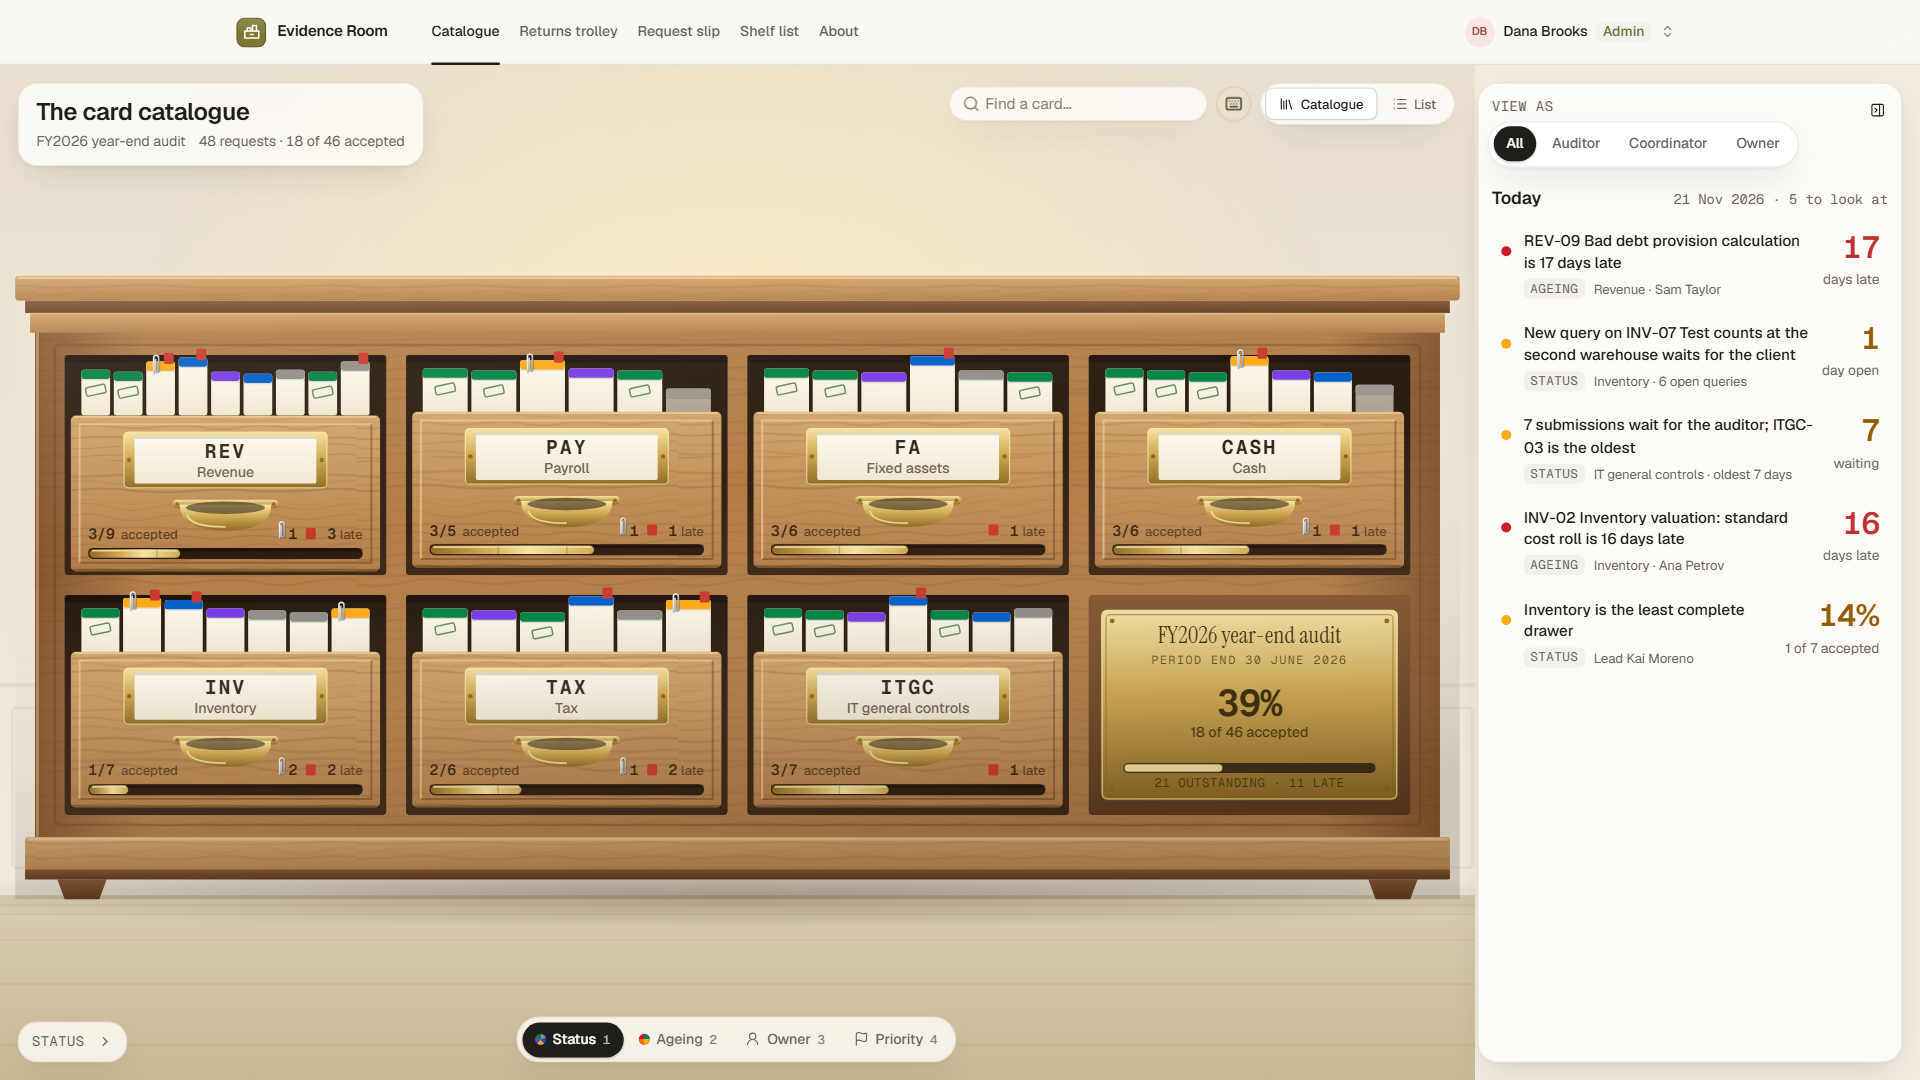 Evidence Room
Catalogue
Returns trolley
Request slip
Shelf list
About
DB
Dana Brooks
Admin
The card catalogue
FY2026 year-end audit 48 requests · 18 of 46 accepted
Find a card...
Catalogue
List
REV
Revenue
3/9 accepted
1 3 late
PAY
Payroll
3/5 accepted
1 1 late
FA
Fixed assets
3/6 accepted
1 late
CASH
Cash
3/6 accepted
1 1 late
INV
Inventory
1/7 accepted
2 2 late
TAX
Tax
2/6 accepted
1 2 late
ITGC
IT general controls
3/7 accepted
1 late
FY2026 year-end audit
PERIOD END 30 JUNE 2026
39%
18 of 46 accepted
21 OUTSTANDING · 11 LATE
STATUS
Status 1
Ageing 2
Owner 3
Priority 4
VIEW AS
All
Auditor
Coordinator
Owner
Today
21 Nov 2026 · 5 to look at
REV-09 Bad debt provision calculation
is 17 days late
AGEING Revenue · Sam Taylor
17
days late
New query on INV-07 Test counts at the
second warehouse waits for the client
STATUS Inventory · 6 open queries
1
day open
7 submissions wait for the auditor; ITGC-
03 is the oldest
STATUS IT general controls · oldest 7 days
7
waiting
INV-02 Inventory valuation: standard
cost roll is 16 days late
AGEING Inventory · Ana Petrov
16
days late
Inventory is the least complete
drawer
STATUS Lead Kai Moreno
14%
1 of 7 accepted